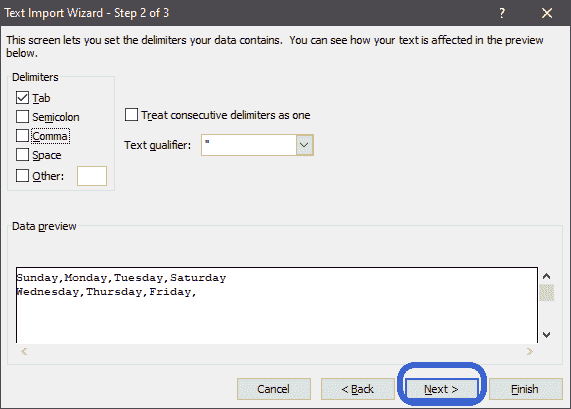 Text Import Wizard - Step 2 of 3
?
This screen lets you set the delimiters your data contains. You can see how your text is affected in the preview
below.
Delimiters
Tab
Semicolon
Comma
Space
Other:
Treat consecutive delimiters as one
Text qualifier: "
Data preview
Sunday,Monday,Tuesday,Saturday
Wednesday,Thursday,Friday,
Cancel < Back Next > Finish